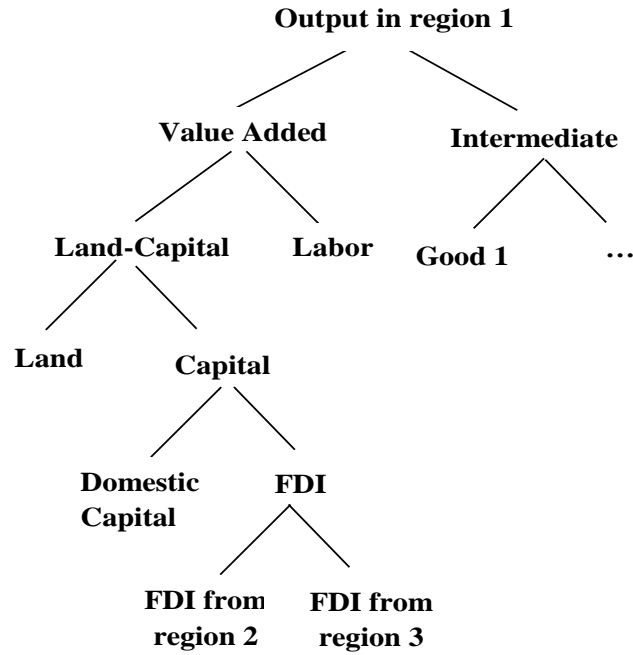 Output in region 1
Value Added
Intermediate
Land-Capital
Labor
Good 1
…
Land
Capital
Domestic
Capital
FDI
FDI from
region 2
FDI from
region 3